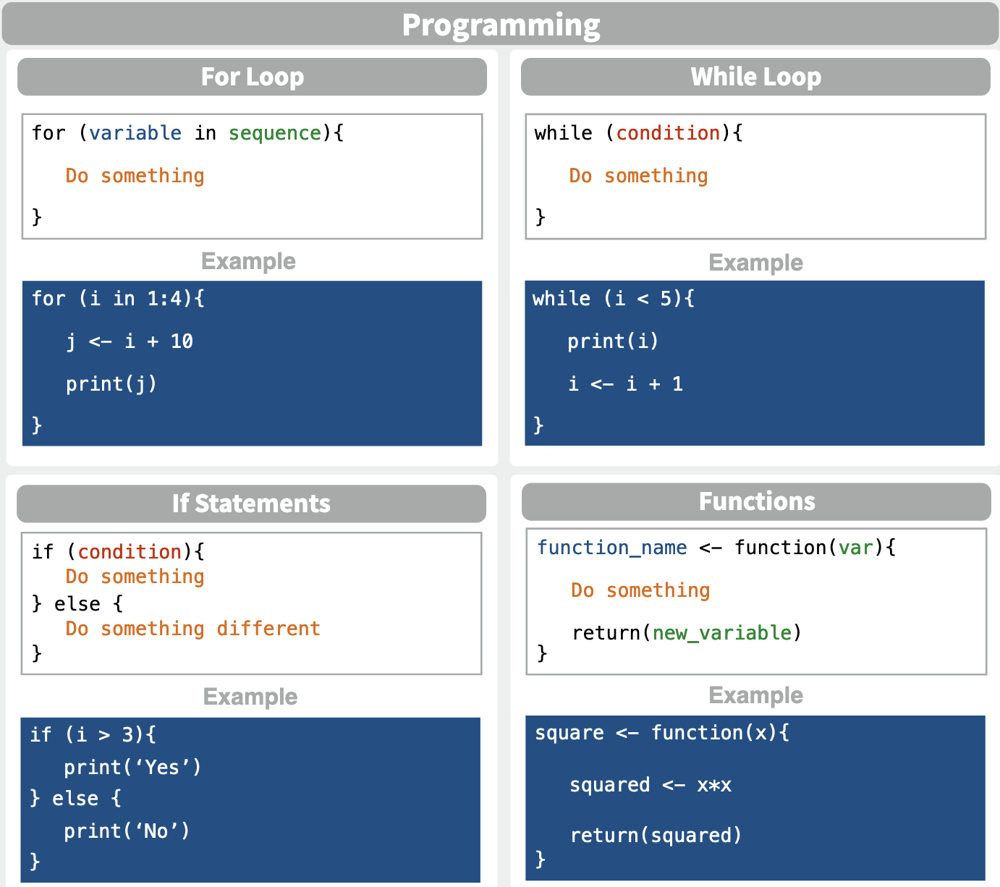 Programming
For Loop
for (variable in sequence){
Do something
}
Example
for (i in 1:4){
j <- i + 10
print(j)
}
While Loop
while (condition){
Do something
}
Example
while (i < 5){
print(i)
i <- i + 1
}
If Statements
if (condition){
Do something
} else {
Do something different
}
Example
if (i > 3){
print(‘Yes’)
} else {
print(‘No’)
}
Functions
function_name <- function(var){
Do something
return(new_variable)
}
Example
square <- function(x){
squared <- x*x
return(squared)
}